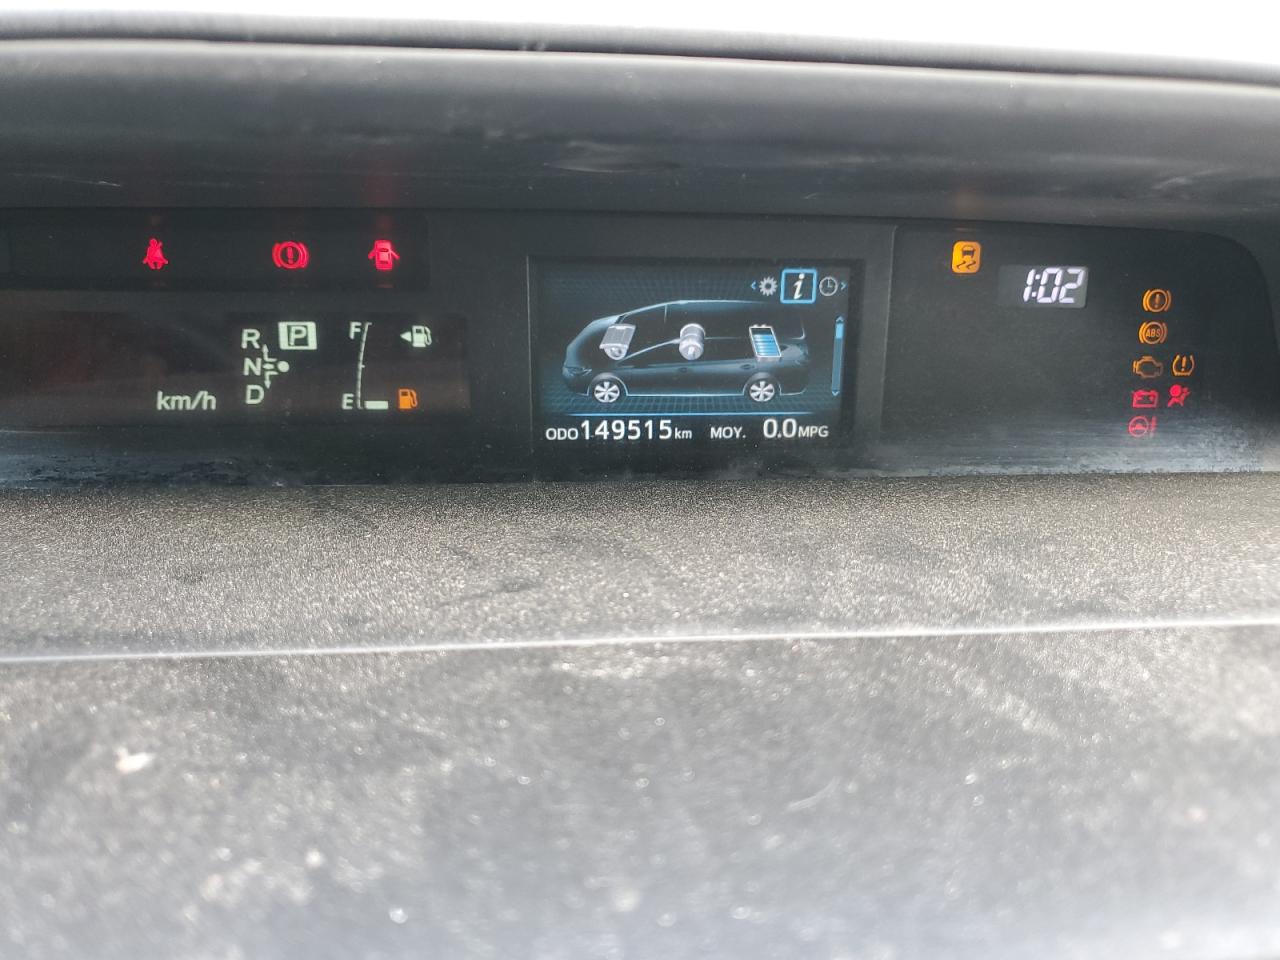 R P
N
D
km/h
F
E
i
ODO 149515 km MOY. 0.0 MPG
1:02
ABS